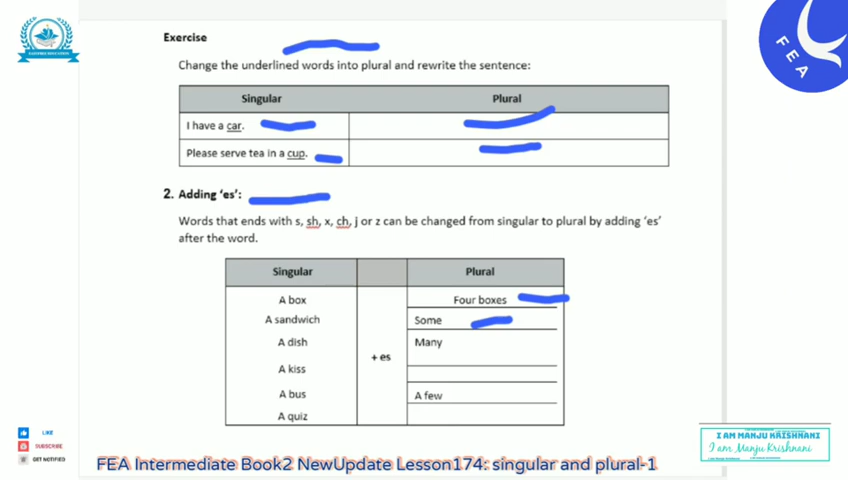 Exercise
Change the underlined words into plural and rewrite the sentence:
Singular Plural
I have a car.
Please serve tea in a cup.
2. Adding ‘es’:
Words that ends with s, sh, x, ch, j or z can be changed from singular to plural by adding ‘es’
after the word.
Singular Plural
A box Four boxes
A sandwich Some
A dish Many
+ es
A kiss
A bus A few
A quiz
FEA
LIKE
SUBSCRIBE
GET NOTIFIED
I AM MANJU KRISHNANI
I am Manju Krishnani
FEA Intermediate Book2 NewUpdate Lesson174: singular and plural-1